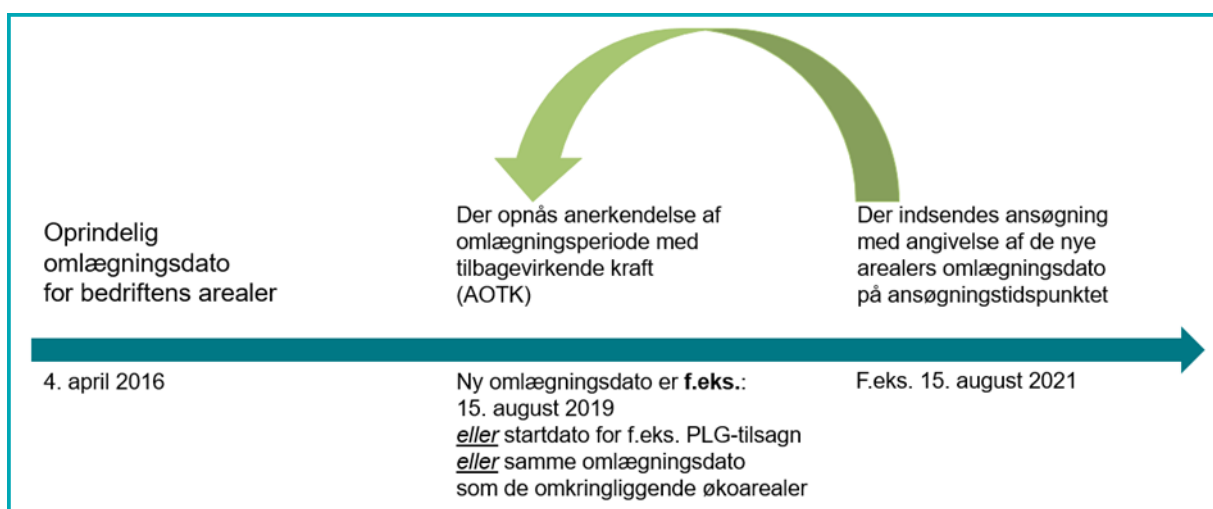 Oprindelig
omlægningsdato
for bedriftens arealer
Der opnås anerkendelse af
omlægningsperiode med
tilbagevirkende kraft
(AOTK)
Der indsendes ansøgning
med angivelse af de nye
arealers omlægningsdato
på ansøgningstidspunktet
4. april 2016
Ny omlægningsdato er f.eks.:
15. august 2019
eller startdato for f.eks. PLG-tilsagn
eller samme omlægningsdato
som de omkringliggende økoarealer
F.eks. 15. august 2021